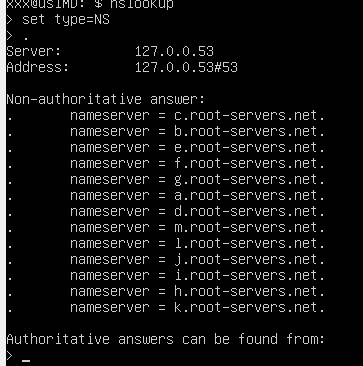 xxx@us1MD: $ nslookup
> set type=NS
> .
Server:         127.0.0.53
Address:        127.0.0.53#53
Non-authoritative answer:
.       nameserver = c.root-servers.net.
.       nameserver = b.root-servers.net.
.       nameserver = e.root-servers.net.
.       nameserver = f.root-servers.net.
.       nameserver = g.root-servers.net.
.       nameserver = a.root-servers.net.
.       nameserver = d.root-servers.net.
.       nameserver = m.root-servers.net.
.       nameserver = l.root-servers.net.
.       nameserver = j.root-servers.net.
.       nameserver = i.root-servers.net.
.       nameserver = h.root-servers.net.
.       nameserver = k.root-servers.net.
Authoritative answers can be found from:
> _